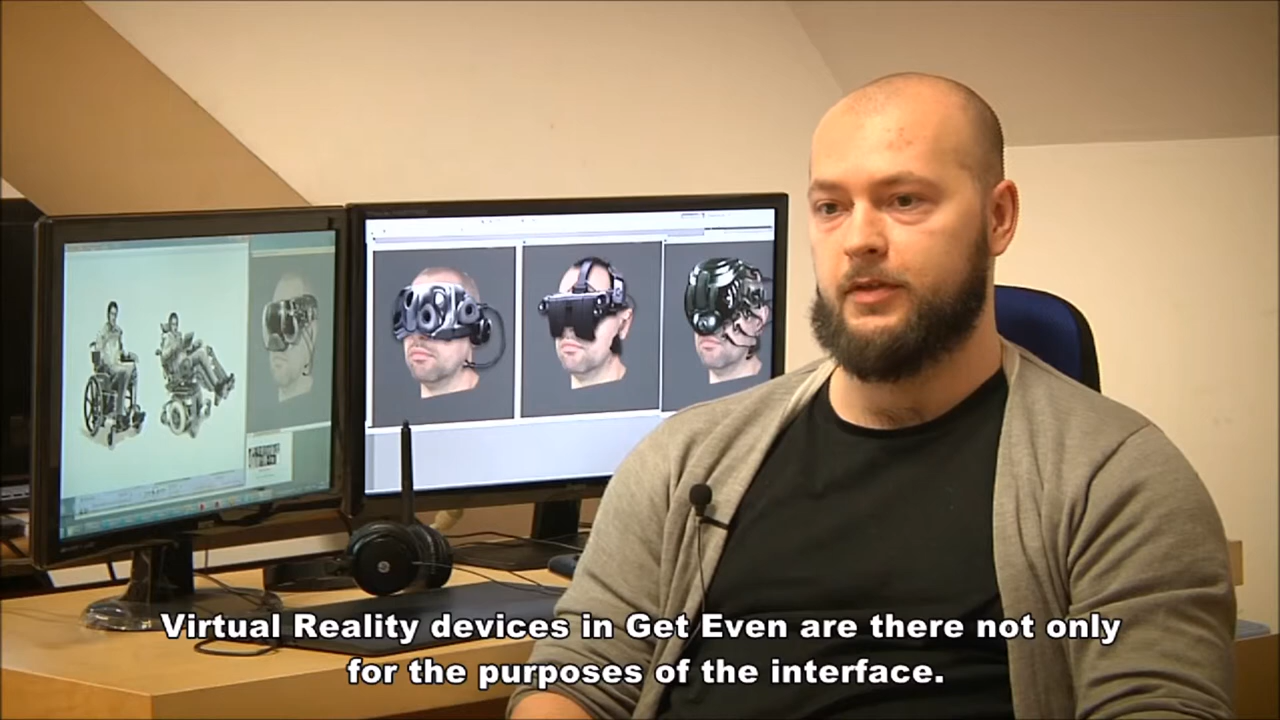 Virtual Reality devices in Get Even are there not only
for the purposes of the interface.